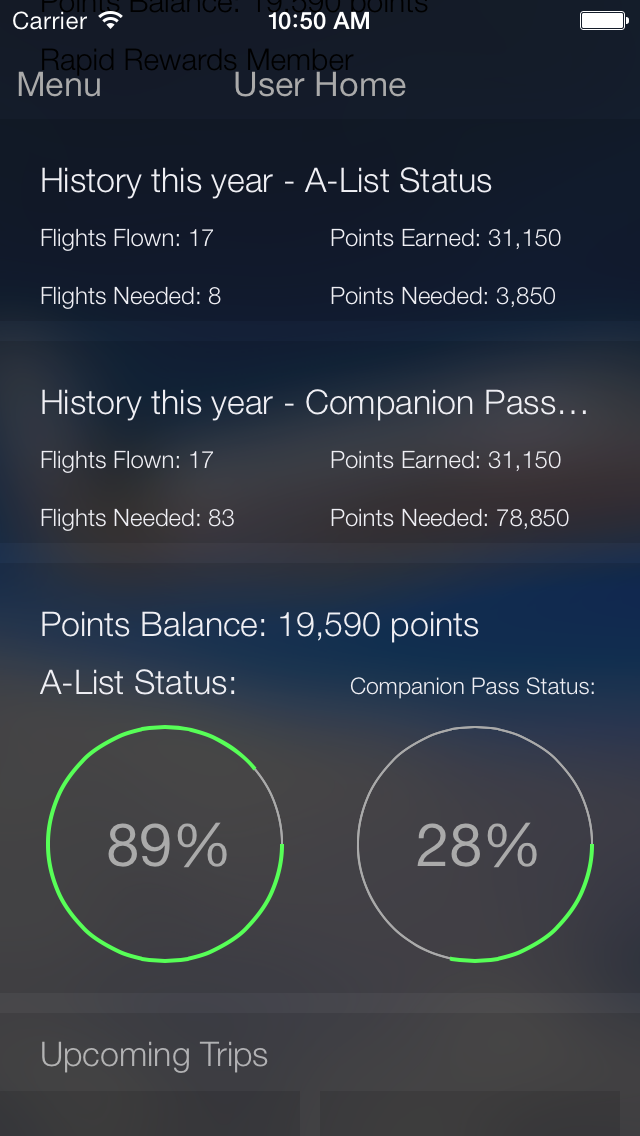 Points Balance: 19,590 points
Carrier 10:50 AM
Rapid Rewards Member
Menu User Home
History this year - A-List Status
Flights Flown: 17 Points Earned: 31,150
Flights Needed: 8 Points Needed: 3,850
History this year - Companion Pass...
Flights Flown: 17 Points Earned: 31,150
Flights Needed: 83 Points Needed: 78,850
Points Balance: 19,590 points
A-List Status: Companion Pass Status:
89% 28%
Upcoming Trips